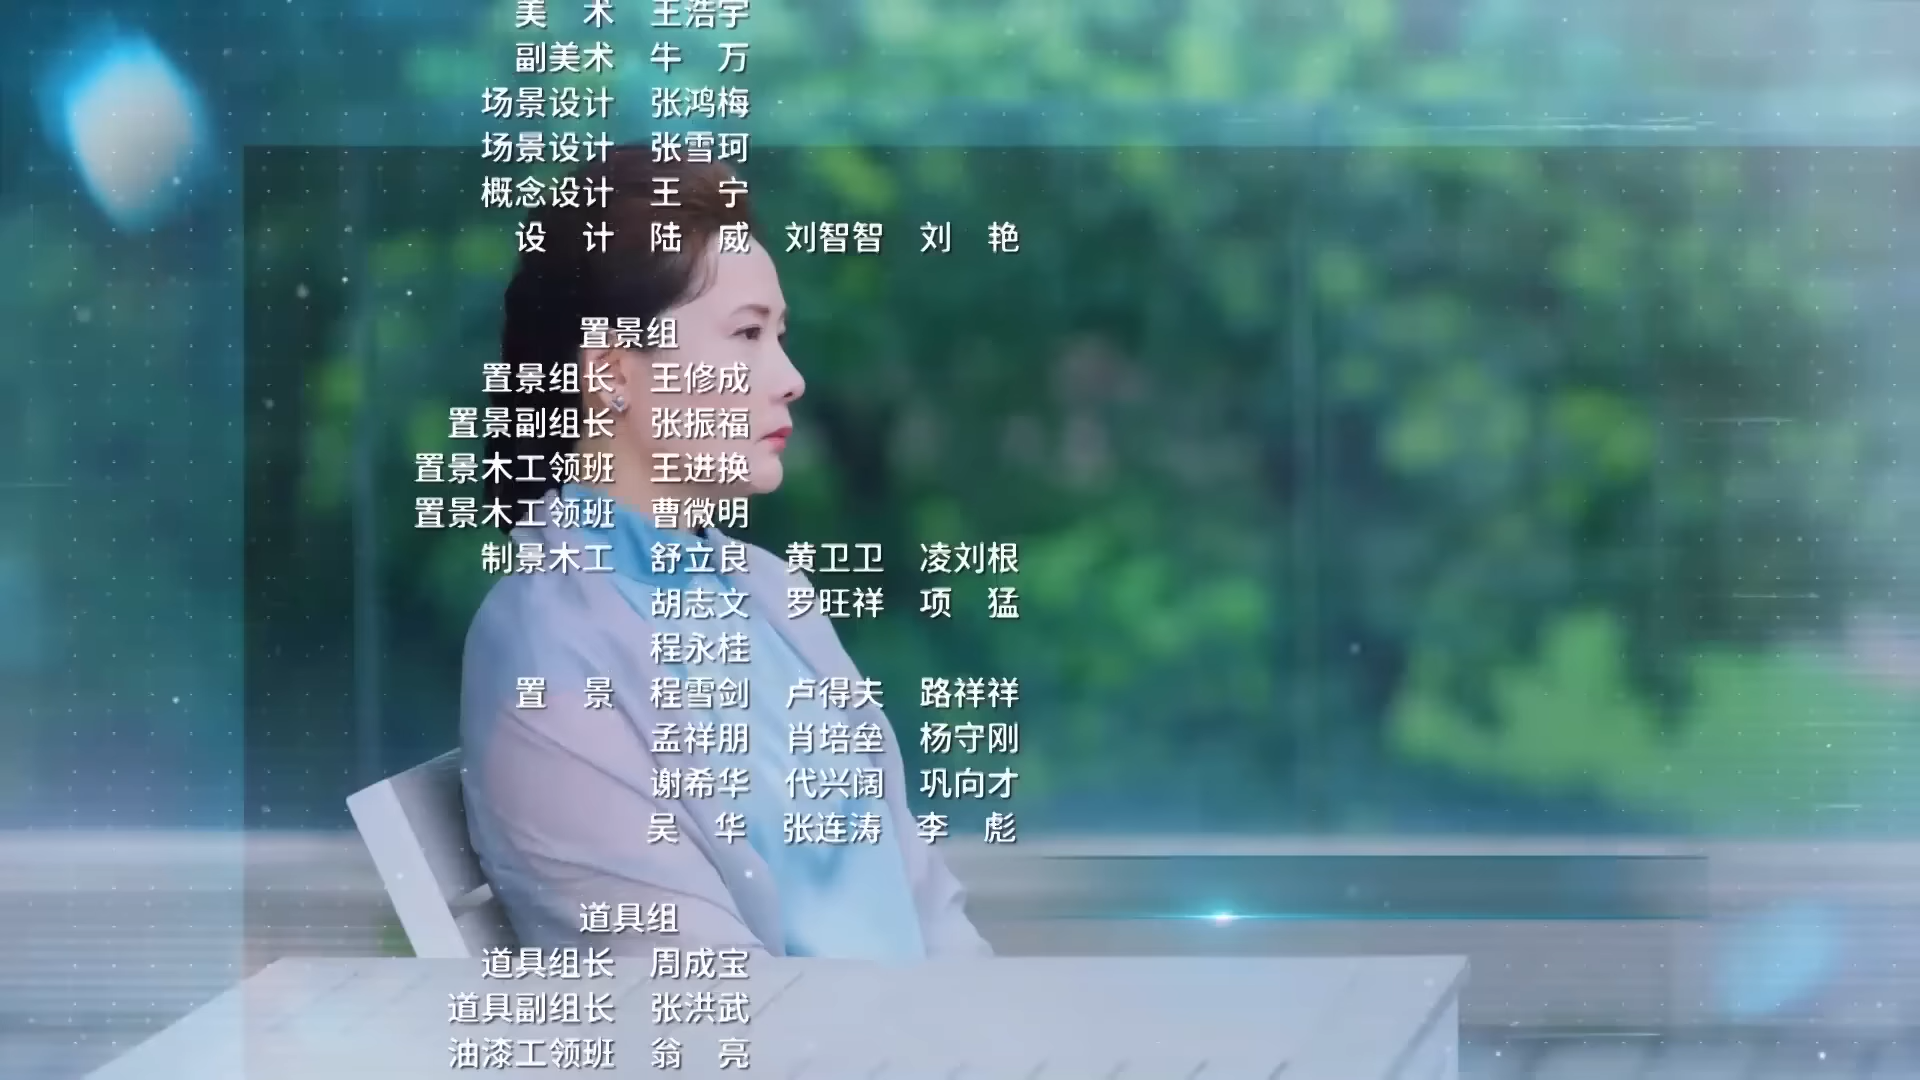 美　术　王浩宇
副美术　牛　万
场景设计　张鸿梅
场景设计　张雪珂
概念设计　王　宁
设　计　陆　威　刘智智　刘　艳
置景组
置景组长　王修成
置景副组长　张振福
置景木工领班　王进换
置景木工领班　曹微明
制景木工　舒立良　黄卫卫　凌刘根
胡志文　罗旺祥　项　猛
程永桂
置　景　程雪剑　卢得夫　路祥祥
孟祥朋　肖培垒　杨守刚
谢希华　代兴阔　巩向才
吴　华　张连涛　李　彪
道具组
道具组长　周成宝
道具副组长　张洪武
油漆工领班　翁　亮